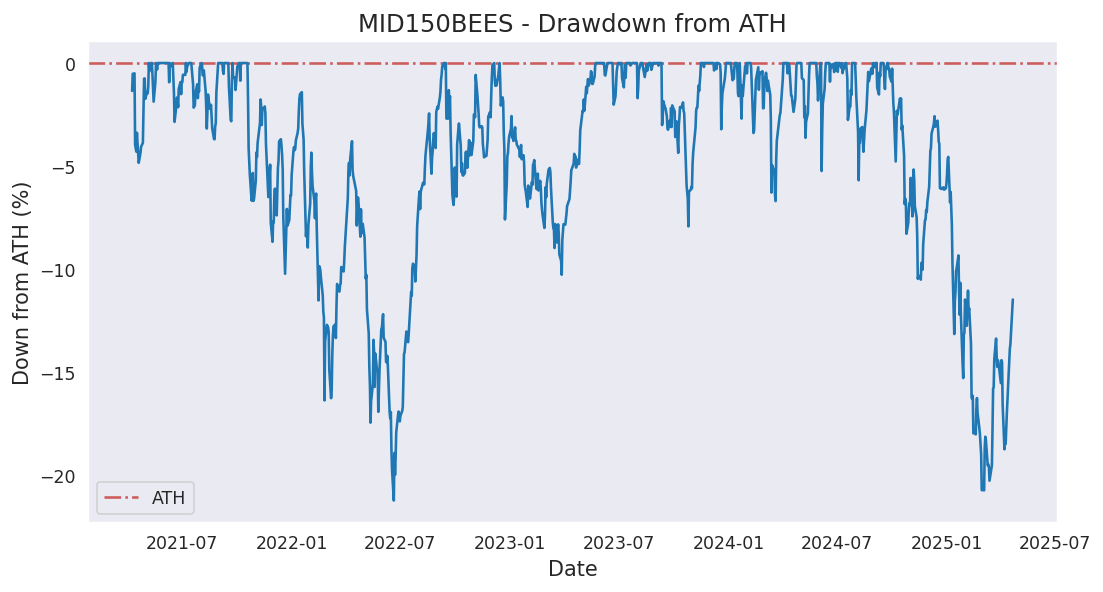 MID150BEES - Drawdown from ATH
Down from ATH (%)
0
−5
−10
−15
−20
ATH
2021-07 2022-01 2022-07 2023-01 2023-07 2024-01 2024-07 2025-01 2025-07
Date